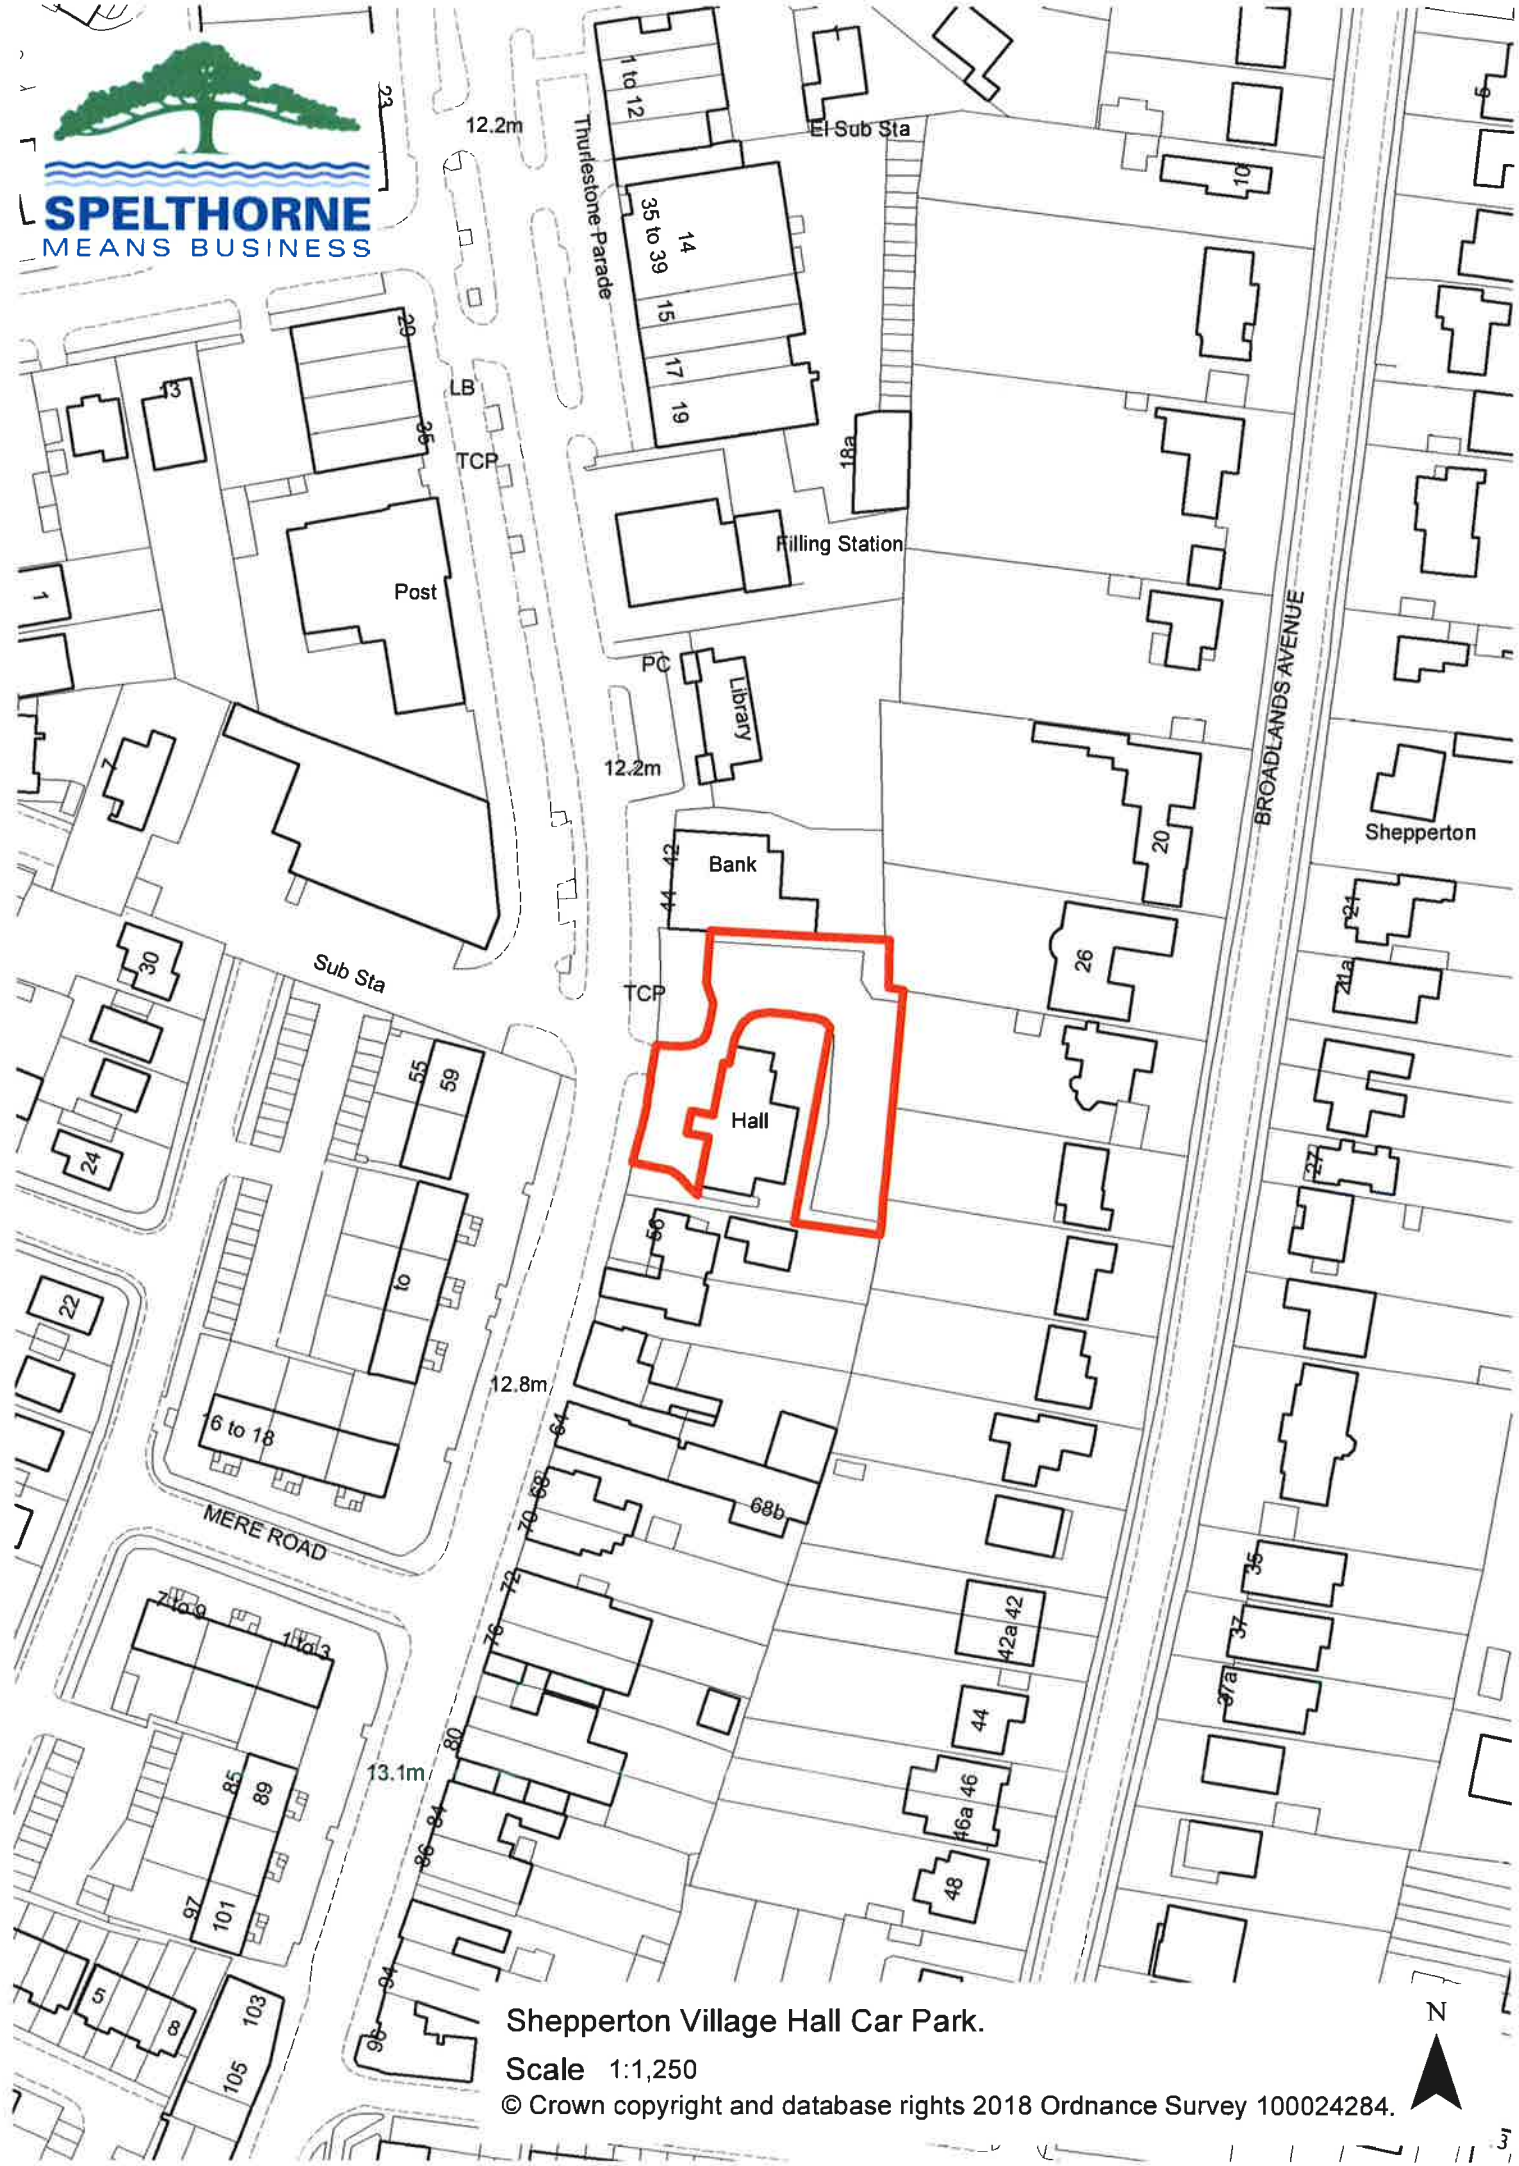 SPELTHORNE
MEANS BUSINESS
23
12.2m
Thurlestone Parade
1 to 12
El Sub Sta
10
35 to 39
14
15
17
19
29
13
LB
35
TCP
18a
Filling Station
Post
1
PC
Library
BROADLANDS AVENUE
7
12.2m
20
Shepperton
42
Bank
44
21
30
Sub Sta
26
21a
TCP
55
59
Hall
24
27
56
to
22
12.8m
64
16 to 18
68
68b
70
MERE ROAD
35
72
7 to 9
42
42a
37
76
1 to 3
37a
44
80
13.1m
85
89
46
46a
84
86
48
97
101
94
5
8
103
96
105
Shepperton Village Hall Car Park.
N
Scale 1:1,250
© Crown copyright and database rights 2018 Ordnance Survey 100024284.